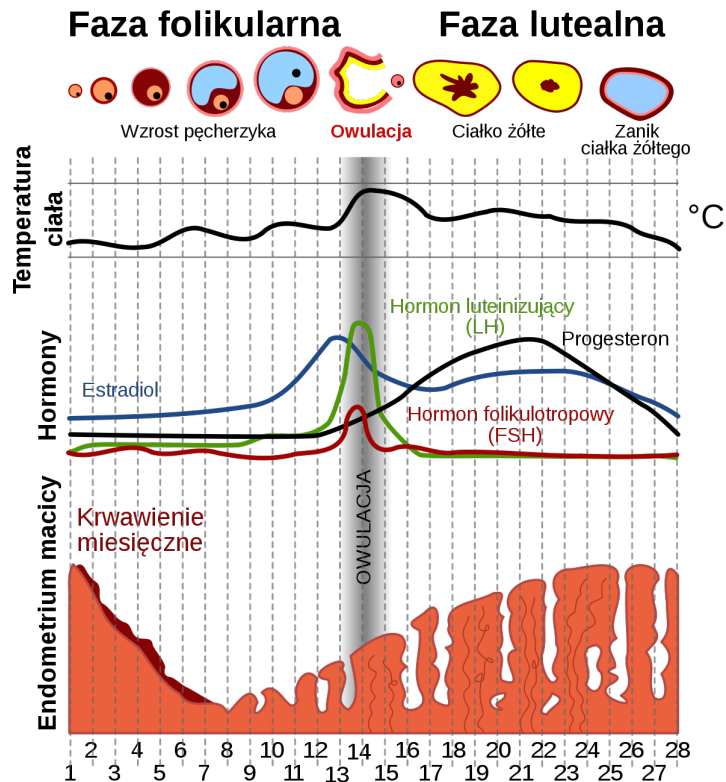 Faza folikularna
Faza lutealna
Wzrost pęcherzyka
Owulacja
Ciałko żółte
Zanik
ciałka żółtego
Temperatura
ciała
°C
Hormony
Hormon luteinizujący
(LH)
Progesteron
Estradiol
Hormon folikulotropowy
(FSH)
OWULACJA
Endometrium macicy
Krwawienie
miesięczne
2 4 6 8 10 12 14 16 18 20 22 24 26 28
1 3 5 7 9 11 13 15 17 19 21 23 25 27